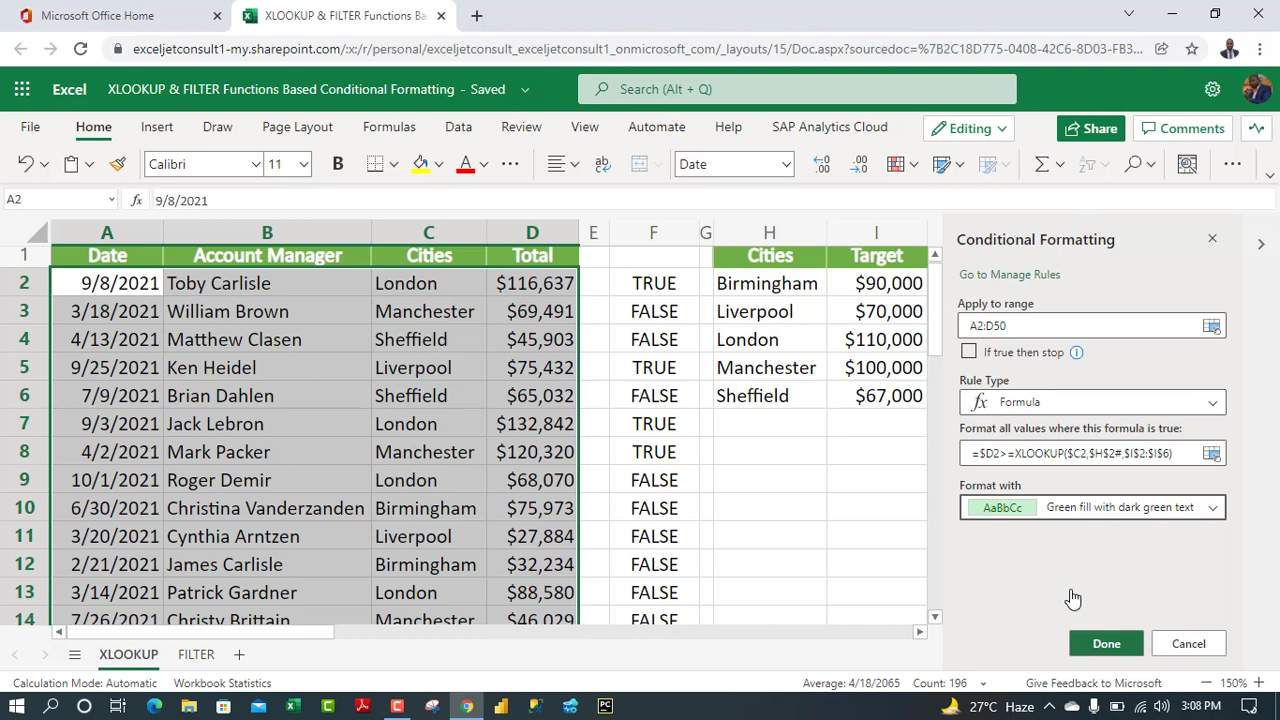 Microsoft Office Home
XLOOKUP & FILTER Functions Ba
exceljetconsult1-my.sharepoint.com/:x:/r/personal/exceljetconsult_exceljetconsult1_onmicrosoft_com/_layouts/15/Doc.aspx?sourcedoc=%7B2C18D775-0408-42C6-8D03-FB3...
Excel
XLOOKUP & FILTER Functions Based Conditional Formatting - Saved
Search (Alt + Q)
File Home Insert Draw Page Layout Formulas Data Review View Automate Help SAP Analytics Cloud Editing Share Comments
Calibri 11 B A Date
A2 fx 9/8/2021
A B C D E F G H I
1 Date Account Manager Cities Total Cities Target
2 9/8/2021 Toby Carlisle London $116,637 TRUE Birmingham $90,000
3 3/18/2021 William Brown Manchester $69,491 FALSE Liverpool $70,000
4 4/13/2021 Matthew Clasen Sheffield $45,903 FALSE London $110,000
5 9/25/2021 Ken Heidel Liverpool $75,432 TRUE Manchester $100,000
6 7/9/2021 Brian Dahlen Sheffield $65,032 FALSE Sheffield $67,000
7 9/3/2021 Jack Lebron London $132,842 TRUE
8 4/2/2021 Mark Packer Manchester $120,320 TRUE
9 10/1/2021 Roger Demir London $68,070 FALSE
10 6/30/2021 Christina Vanderzanden Birmingham $75,973 FALSE
11 3/20/2021 Cynthia Arntzen Liverpool $27,884 FALSE
12 2/21/2021 James Carlisle Birmingham $32,234 FALSE
13 3/14/2021 Patrick Gardner London $88,580 FALSE
14 7/26/2021 Christy Brittain Manchester $46,029 FALSE
Conditional Formatting
Go to Manage Rules
Apply to range
A2:D50
If true then stop
Rule Type
fx Formula
Format all values where this formula is true:
=$D2>=XLOOKUP($C2,$H$2#,$I$2:$I$6)
Format with
AaBbCc Green fill with dark green text
Done Cancel
XLOOKUP FILTER
Calculation Mode: Automatic Workbook Statistics Average: 4/18/2065 Count: 196 Give Feedback to Microsoft 150%
PC 27°C Haze 3:08 PM